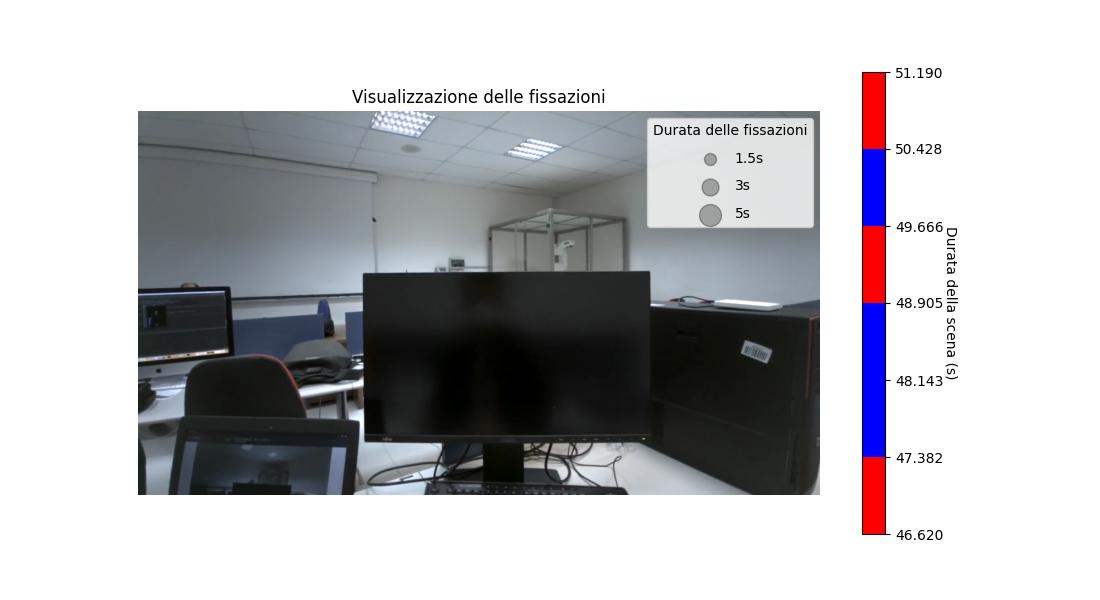 Visualizzazione delle fissazioni
Durata delle fissazioni
1.5s
3s
5s
51.190
50.428
49.666
48.905
48.143
47.382
46.620
Durata della scena (s)